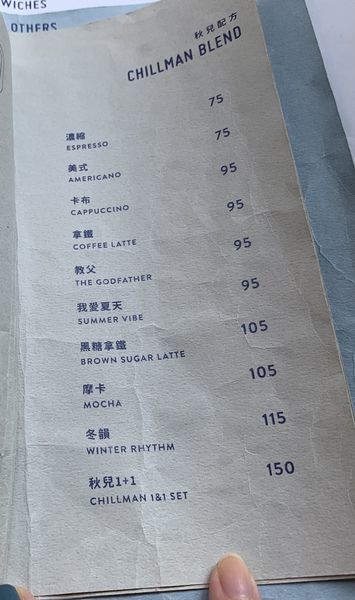 WICHES
OTHERS
秋兒配方
CHILLMAN BLEND
濃縮 75
ESPRESSO
美式 75
AMERICANO
卡布 95
CAPPUCCINO
拿鐵 95
COFFEE LATTE
教父 95
THE GODFATHER
我愛夏天 95
SUMMER VIBE
黑糖拿鐵 105
BROWN SUGAR LATTE
摩卡 105
MOCHA
冬韻 115
WINTER RHYTHM
秋兒1+1 150
CHILLMAN 1&1 SET